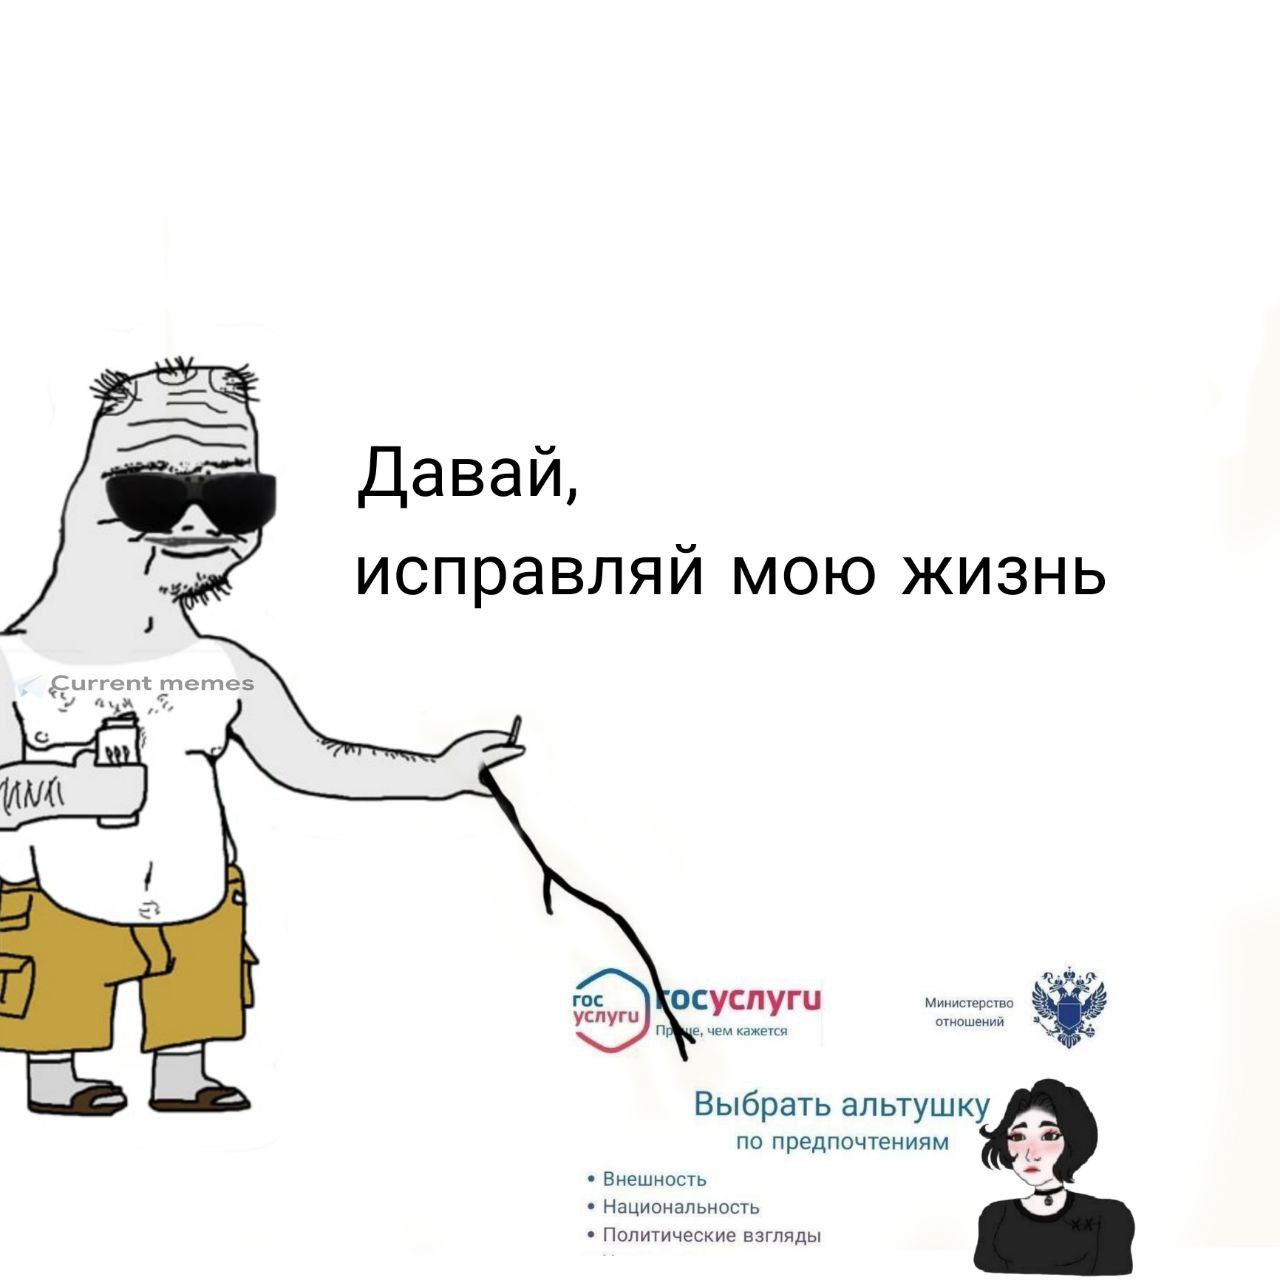 Давай,
исправляй мою жизнь
Current memes
гос
услуги
госуслуги
Проще, чем кажется
Министерство
отношений
Выбрать альтушку
по предпочтениям
• Внешность
• Национальность
• Политические взгляды